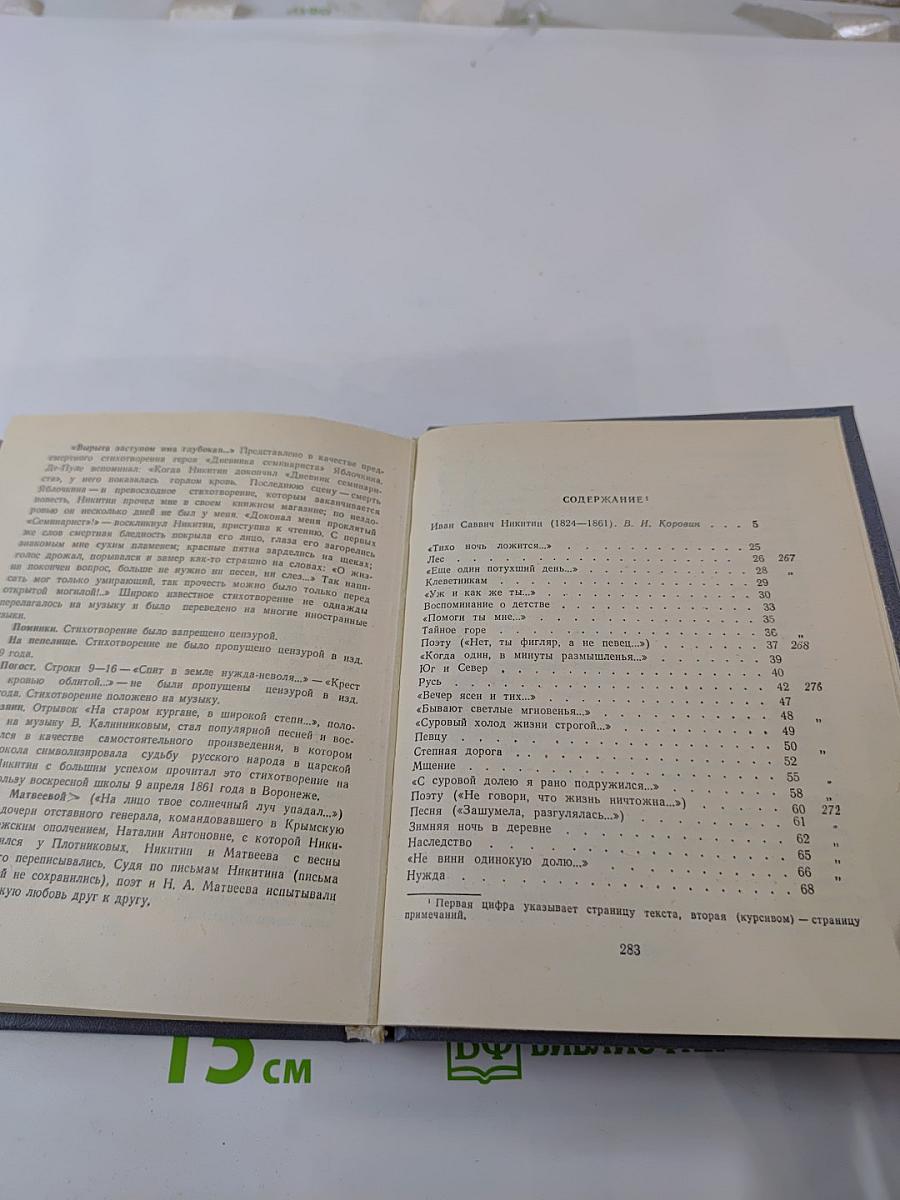 «Вырыта заступом яма глубокая...» Представлено в качестве пред-
смертного стихотворения героя «Дневника семинариста» Яблочкина.
Де-Пуле вспоминал: «Когда Никитин докончил «Дневник семинари-
ста», у него показалась горлом кровь. Последнюю сцену — смерть
Яблочкина — и превосходное стихотворение, которым заканчивается
повесть, Никитин прочел мне в своем книжном магазине; по нездо-
ровью он несколько дней не был у меня. «Доконал меня проклятый
«Семинарист»!» — воскликнул Никитин, приступив к чтению. С первых
же слов смертная бледность покрыла его лицо, глаза его загорелись
знакомым мне сухим пламенем; красные пятна зарделись на щеках;
голос дрожал, порывался и замер как-то страшно на словах: «О жиз-
ни покончен вопрос, больше не нужно ни песен, ни слез...» Так напи-
сать мог только умирающий, так прочесть можно было только перед
открытой могилой!..» Широко известное стихотворение не однажды
перелагалось на музыку и было переведено на многие иностранные
языки.
Поминки. Стихотворение было запрещено цензурой.
На пепелище. Стихотворение не было пропущено цензурой в изд.
9 года.
Погост. Строки 9—16 — «Спит в земле нужда-неволя...» — «Крест
кровью облитой...» — не были пропущены цензурой в изд.
года. Стихотворение положено на музыку.
Отрывок «На старом кургане, в широкой степи...», поло-
на музыку В. Калинниковым, стал популярной песней и вос-
лся в качестве самостоятельного произведения, в котором
окола символизировала судьбу русского народа в царской
Никитин с большим успехом прочитал это стихотворение на
ользу воскресной школы 9 апреля 1861 года в Воронеже.
Матвеевой> («На лицо твое солнечный луч упадал...»)
дочери отставного генерала, командовавшего в Крымскую
жским ополчением, Наталии Антоновне, с которой Ники-
ился у Плотниковых. Никитин и Матвеева с весны
го переписывались. Судя по письмам Никитина (письма
ой не сохранились), поэт и Н. А. Матвеева испытывали
кую любовь друг к другу.
СОДЕРЖАНИЕ¹
Иван Саввич Никитин (1824—1861). В. И. Коровин . . . 5
«Тихо ночь ложится...» . . . 25
Лес . . . 26 267
«Еще один потухший день...» . . . 28 „
Клеветникам . . . 29
«Уж и как же ты...» . . . 30
Воспоминание о детстве . . . 33
«Помоги ты мне...» . . . 35
Тайное горе . . . 36 „
Поэту («Нет, ты фигляр, а не певец...») . . . 37 268
«Когда один, в минуты размышленья...» . . . 39
Юг и Север . . . 40
Русь . . . 42 276
«Вечер ясен и тих...» . . . 47
«Бывают светлые мгновенья...» . . . 48 „
«Суровый холод жизни строгой...» . . . 49
Певцу . . . 50 „
Степная дорога . . . 52
Мщение . . . 55 „
«С суровой долею я рано подружился...» . . . 58 „
Поэту («Не говори, что жизнь ничтожна...») . . . 60 272
Песня («Зашумела, разгулялась...») . . . 61 „
Зимняя ночь в деревне . . . 62 „
Наследство . . . 65 „
«Не вини одинокую долю...» . . . 66 „
Нужда . . . 68
¹ Первая цифра указывает страницу текста, вторая (курсивом) — страницу
примечаний.
283
15 см
БФ